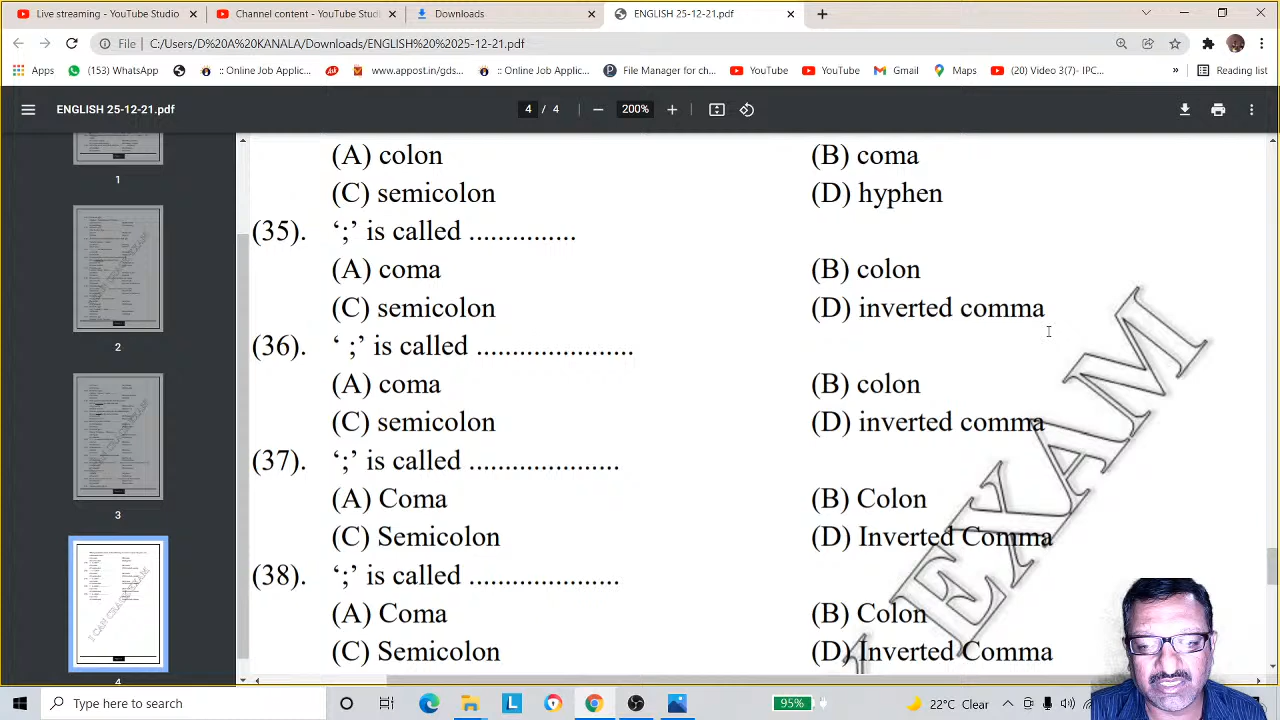 Live streaming - YouTube Studio
Channel content - YouTube Studio
Downloads
ENGLISH 25-12-21.pdf
File | C:/Users/D%20A%20KANALA/Downloads/ENGLISH%20%2025-12-21.pdf
Apps
(153) WhatsApp
:: Online Job Applic...
www.appost.in/gds...
:: Online Job Applic...
File Manager for cli...
YouTube
YouTube
Gmail
Maps
(20) Video 3(7)- IPC...
»
Reading list
ENGLISH 25-12-21.pdf
4 / 4
200%
1
2
3
4
(A) colon (B) coma
(C) semicolon (D) hyphen
(35). ‘;’ is called ...............
(A) coma (B) colon
(C) semicolon (D) inverted comma
(36). ‘ ;’ is called ......................
(A) coma (B) colon
(C) semicolon (D) inverted comma
(37). ‘;’ is called .....................
(A) Coma (B) Colon
(C) Semicolon (D) Inverted Comma
(38). ‘;’ is called .....................
(A) Coma (B) Colon
(C) Semicolon (D) Inverted Comma
EXAM
Type here to search
95%
22°C Clear